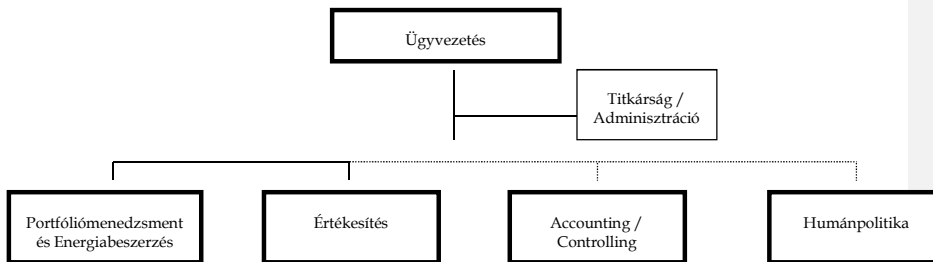 Ügyvezetés
Titkárság /
Adminisztráció
Portfóliómenedzsment
és Energiabeszerzés
Értékesítés
Accounting /
Controlling
Humánpolitika